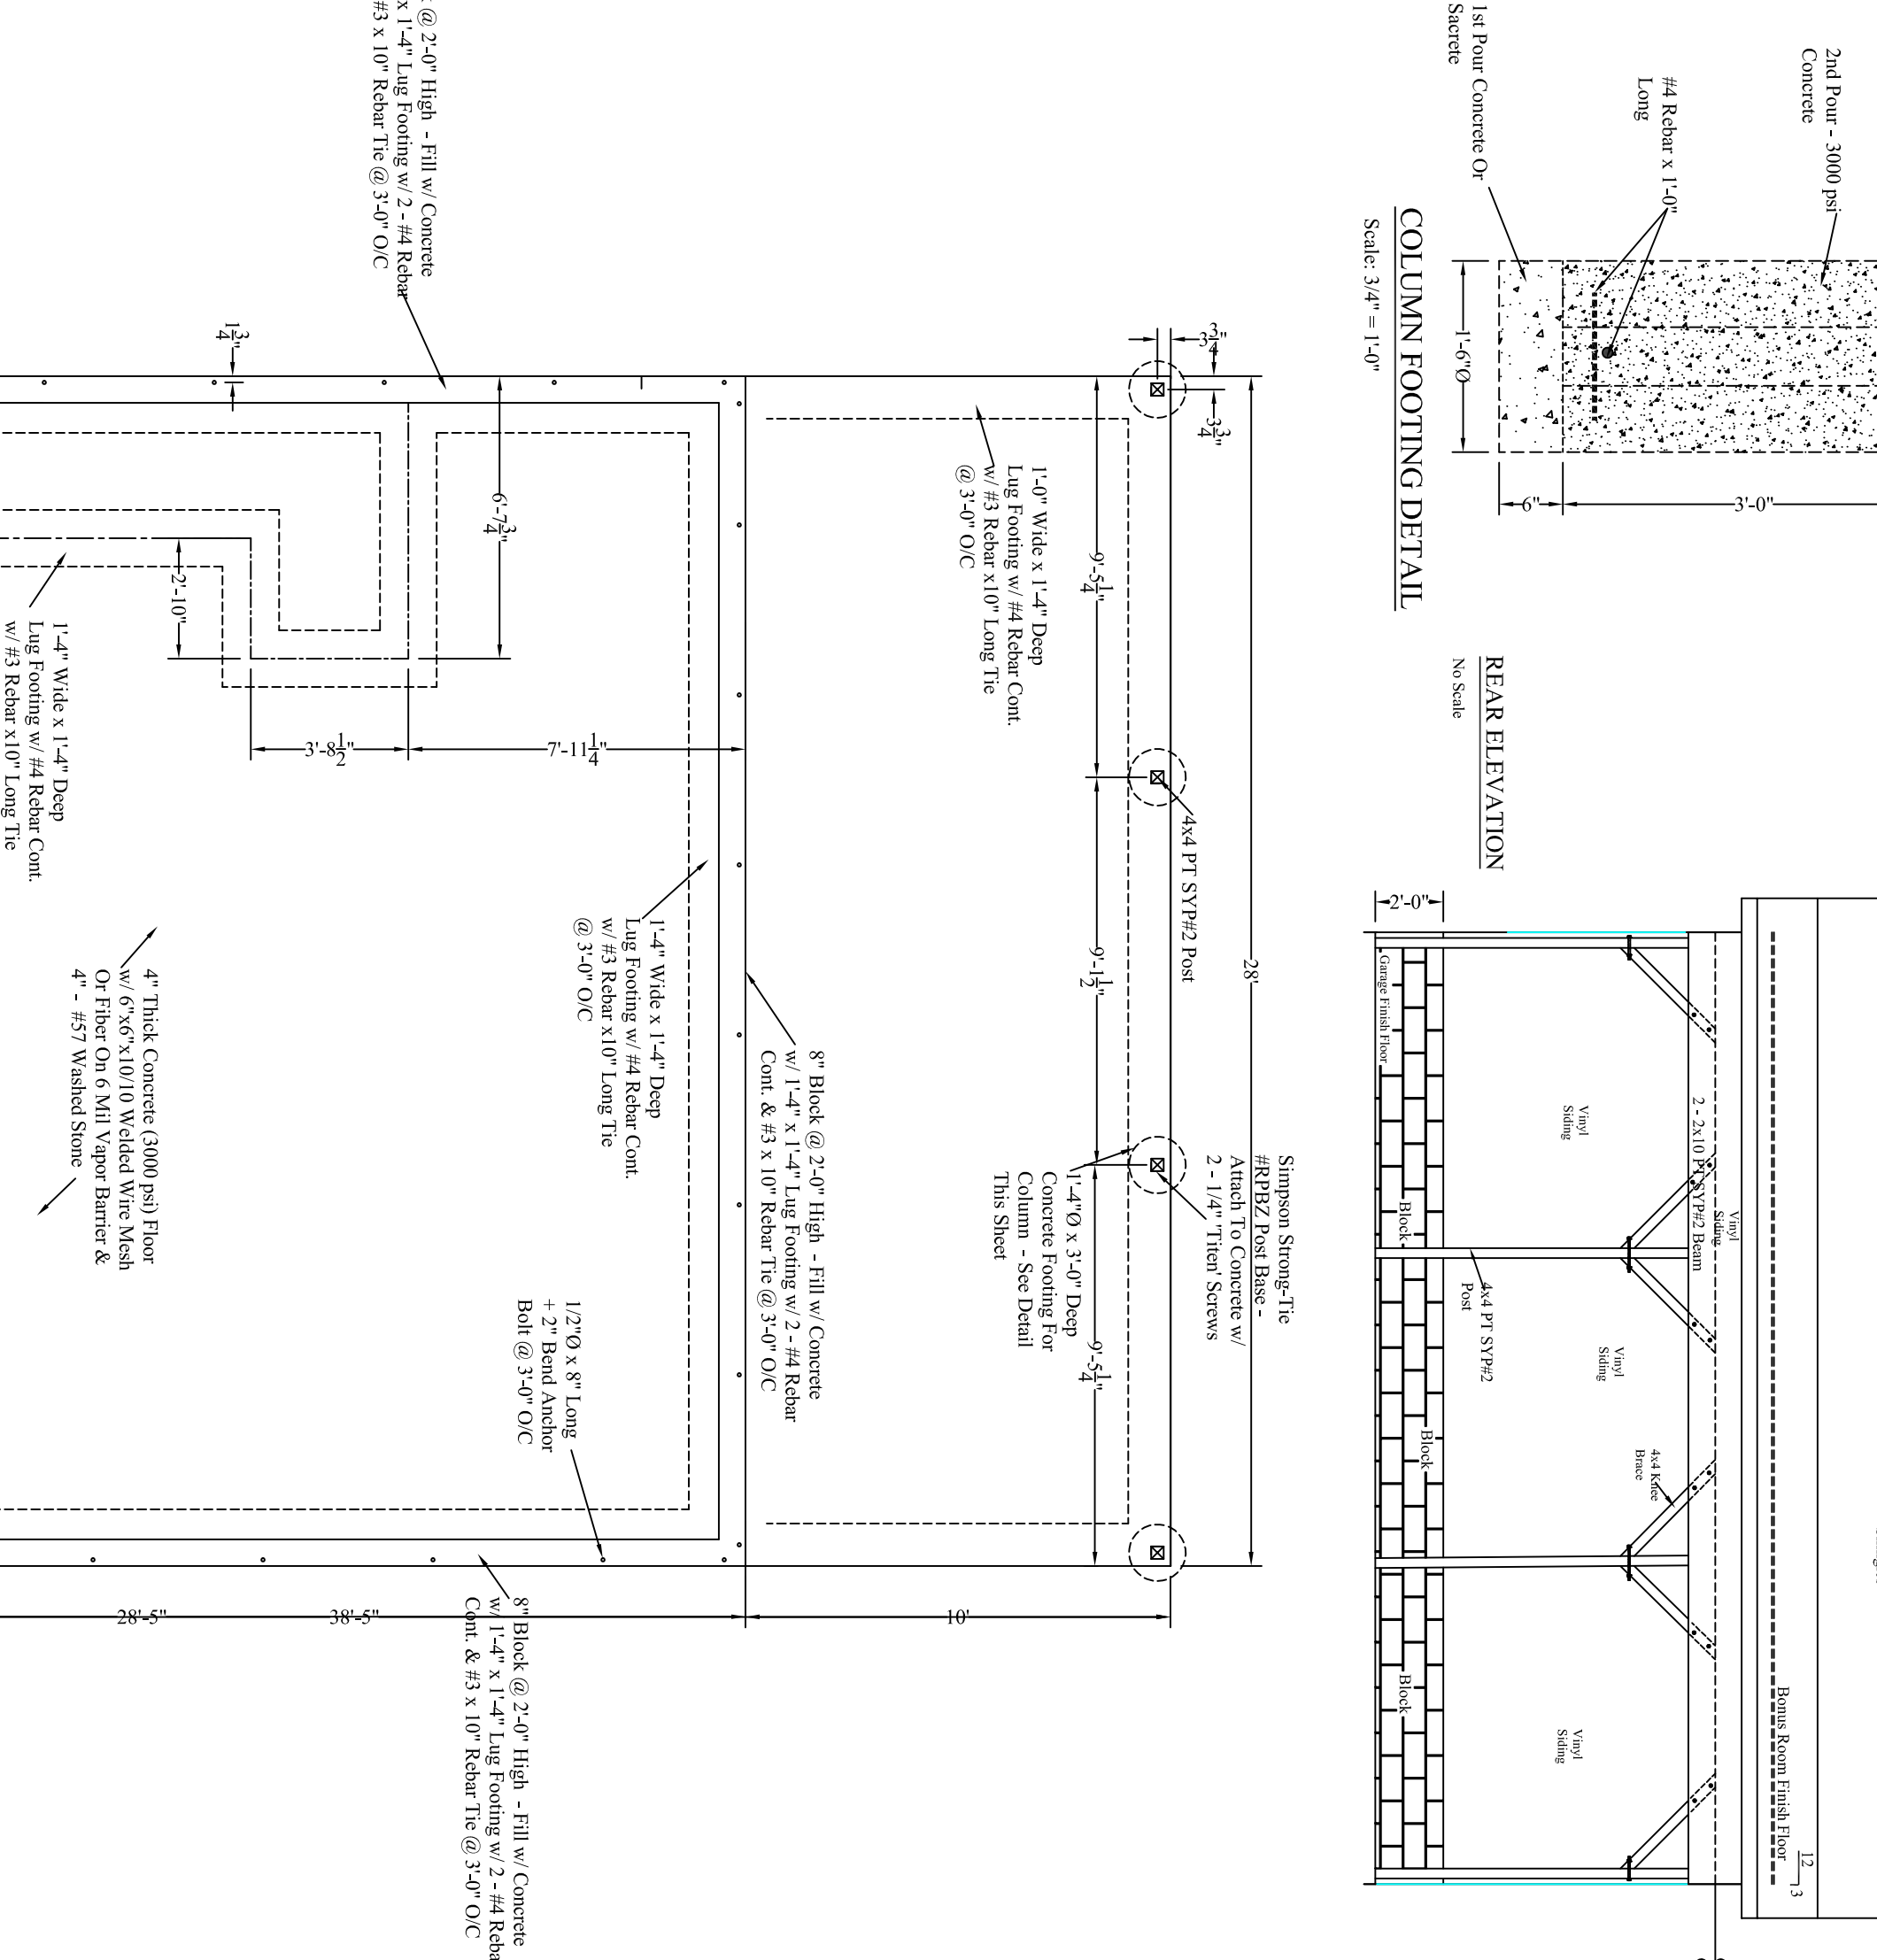 2nd Pour - 3000 psi
Concrete
#4 Rebar x 1'-0"
Long
1st Pour Concrete Or
Sacrete
1'-6"Ø
6"
3'-0"
COLUMN FOOTING DETAIL
Scale: 3/4" = 1'-0"
REAR ELEVATION
No Scale
2'-0"
Garage Finish Floor
Block
Block
Block
Vinyl
Siding
Vinyl
Siding
Vinyl
Siding
Vinyl
Siding
2 - 2x10 PT SYP#2 Beam
4x4 PT SYP#2
Post
4x4 Knee
Brace
Bonus Room Finish Floor
12
3
28'
3 3/4"
3 3/4"
9'-5 1/4"
9'-1 1/2"
9'-5 1/4"
4x4 PT SYP#2 Post
Simpson Strong-Tie
#RPBZ Post Base -
Attach To Concrete w/
2 - 1/4" 'Titen' Screws
1'-4"Ø x 3'-0" Deep
Concrete Footing For
Column - See Detail
This Sheet
1'-0" Wide x 1'-4" Deep
Lug Footing w/ #4 Rebar Cont.
w/ #3 Rebar x10" Long Tie
@ 3'-0" O/C
8" Block @ 2'-0" High - Fill w/ Concrete
w/ 1'-4" x 1'-4" Lug Footing w/ 2 - #4 Rebar
Cont. & #3 x 10" Rebar Tie @ 3'-0" O/C
10'
1'-4" Wide x 1'-4" Deep
Lug Footing w/ #4 Rebar Cont.
w/ #3 Rebar x10" Long Tie
@ 3'-0" O/C
1/2"Ø x 8" Long
+ 2" Bend Anchor
Bolt @ 3'-0" O/C
8" Block @ 2'-0" High - Fill w/ Concrete
w/ 1'-4" x 1'-4" Lug Footing w/ 2 - #4 Reba
Cont. & #3 x 10" Rebar Tie @ 3'-0" O/C
@ 2'-0" High - Fill w/ Concrete
x 1'-4" Lug Footing w/ 2 - #4 Rebar
#3 x 10" Rebar Tie @ 3'-0" O/C
1 3/4"
6'-7 3/4"
7'-11 1/4"
3'-8 1/2"
2'-10"
38'-5"
28'-5"
4" Thick Concrete (3000 psi) Floor
w/ 6"x6"x10/10 Welded Wire Mesh
Or Fiber On 6 Mil Vapor Barrier &
4" - #57 Washed Stone
1'-4" Wide x 1'-4" Deep
Lug Footing w/ #4 Rebar Cont.
w/ #3 Rebar x10" Long Tie